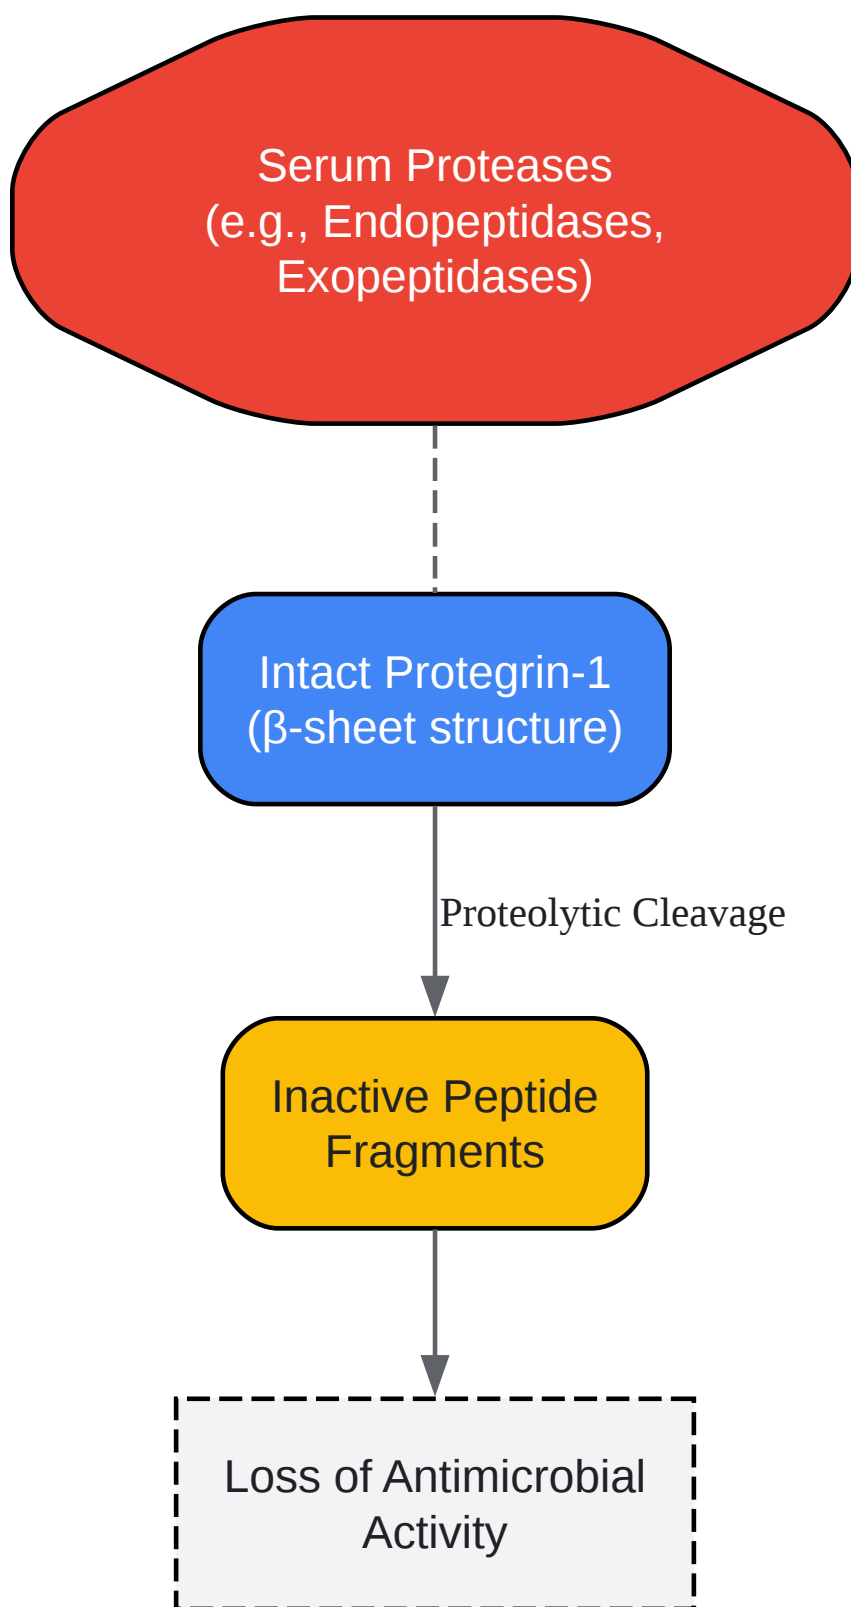 Serum Proteases
(e.g., Endopeptidases,
Exopeptidases)
Intact Protegrin-1
(β-sheet structure)
Proteolytic Cleavage
Inactive Peptide
Fragments
Loss of Antimicrobial
Activity